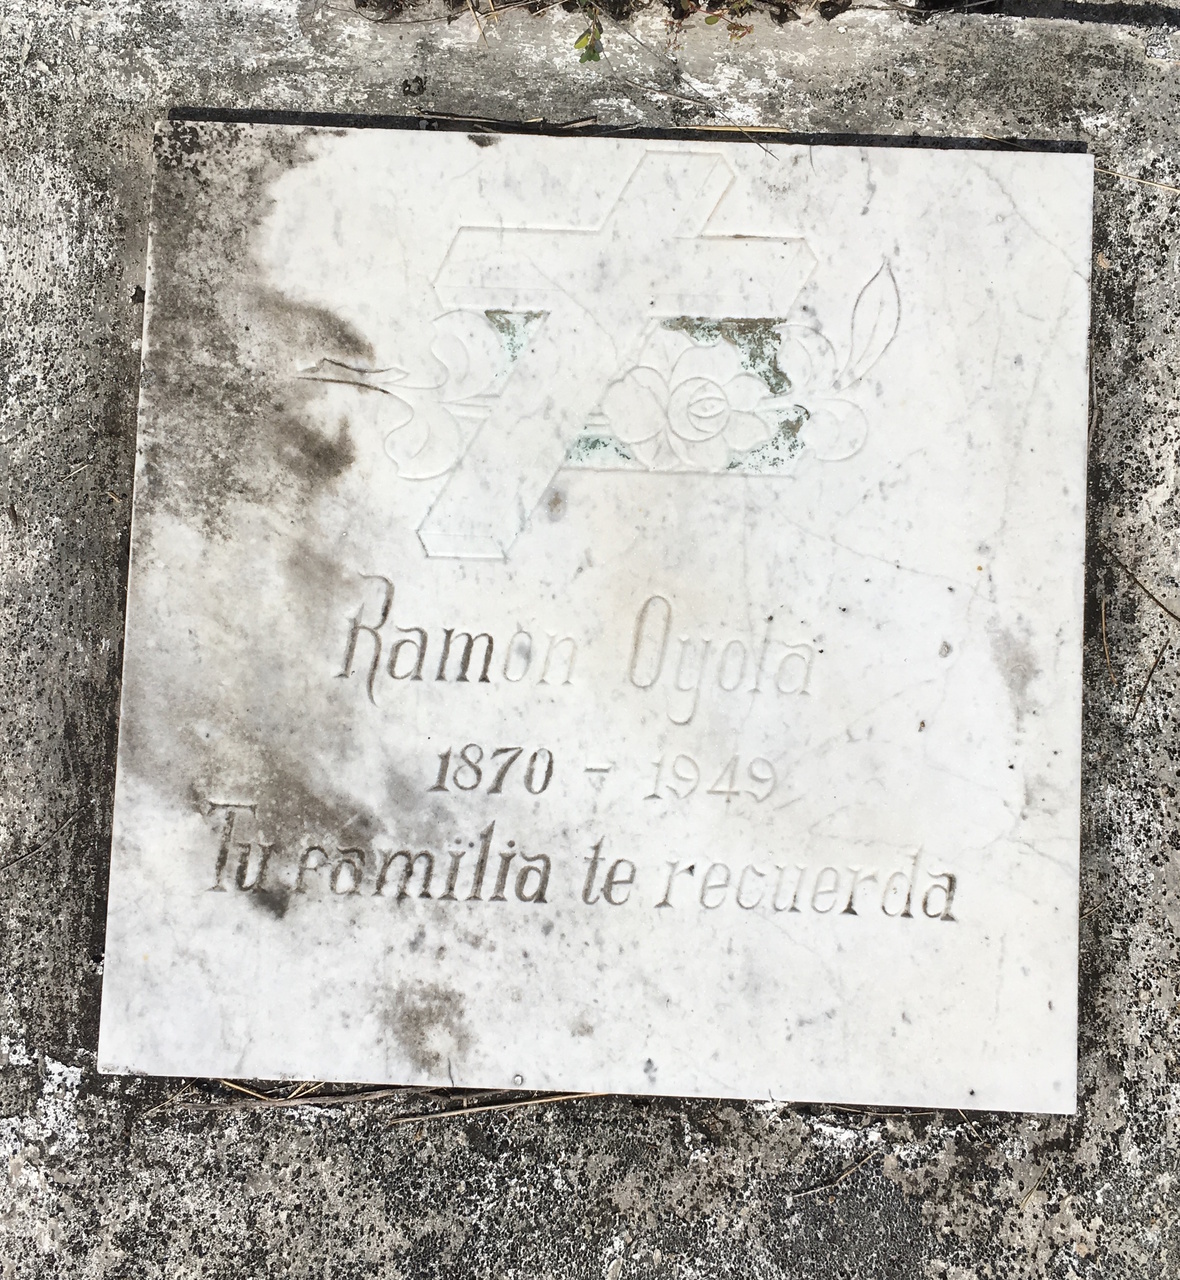 Ramon Oyola
1870 - 1949
Tu familia te recuerda